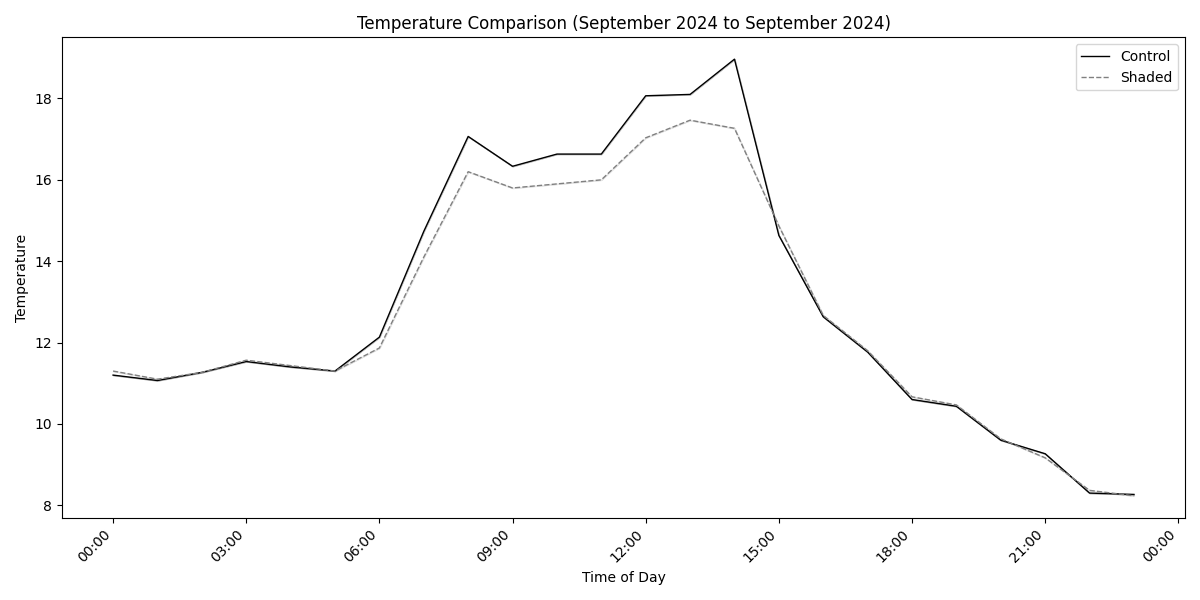 Temperature Comparison (September 2024 to September 2024)
Control
Shaded
Temperature
18
16
14
12
10
8
00:00 03:00 06:00 09:00 12:00 15:00 18:00 21:00 00:00
Time of Day